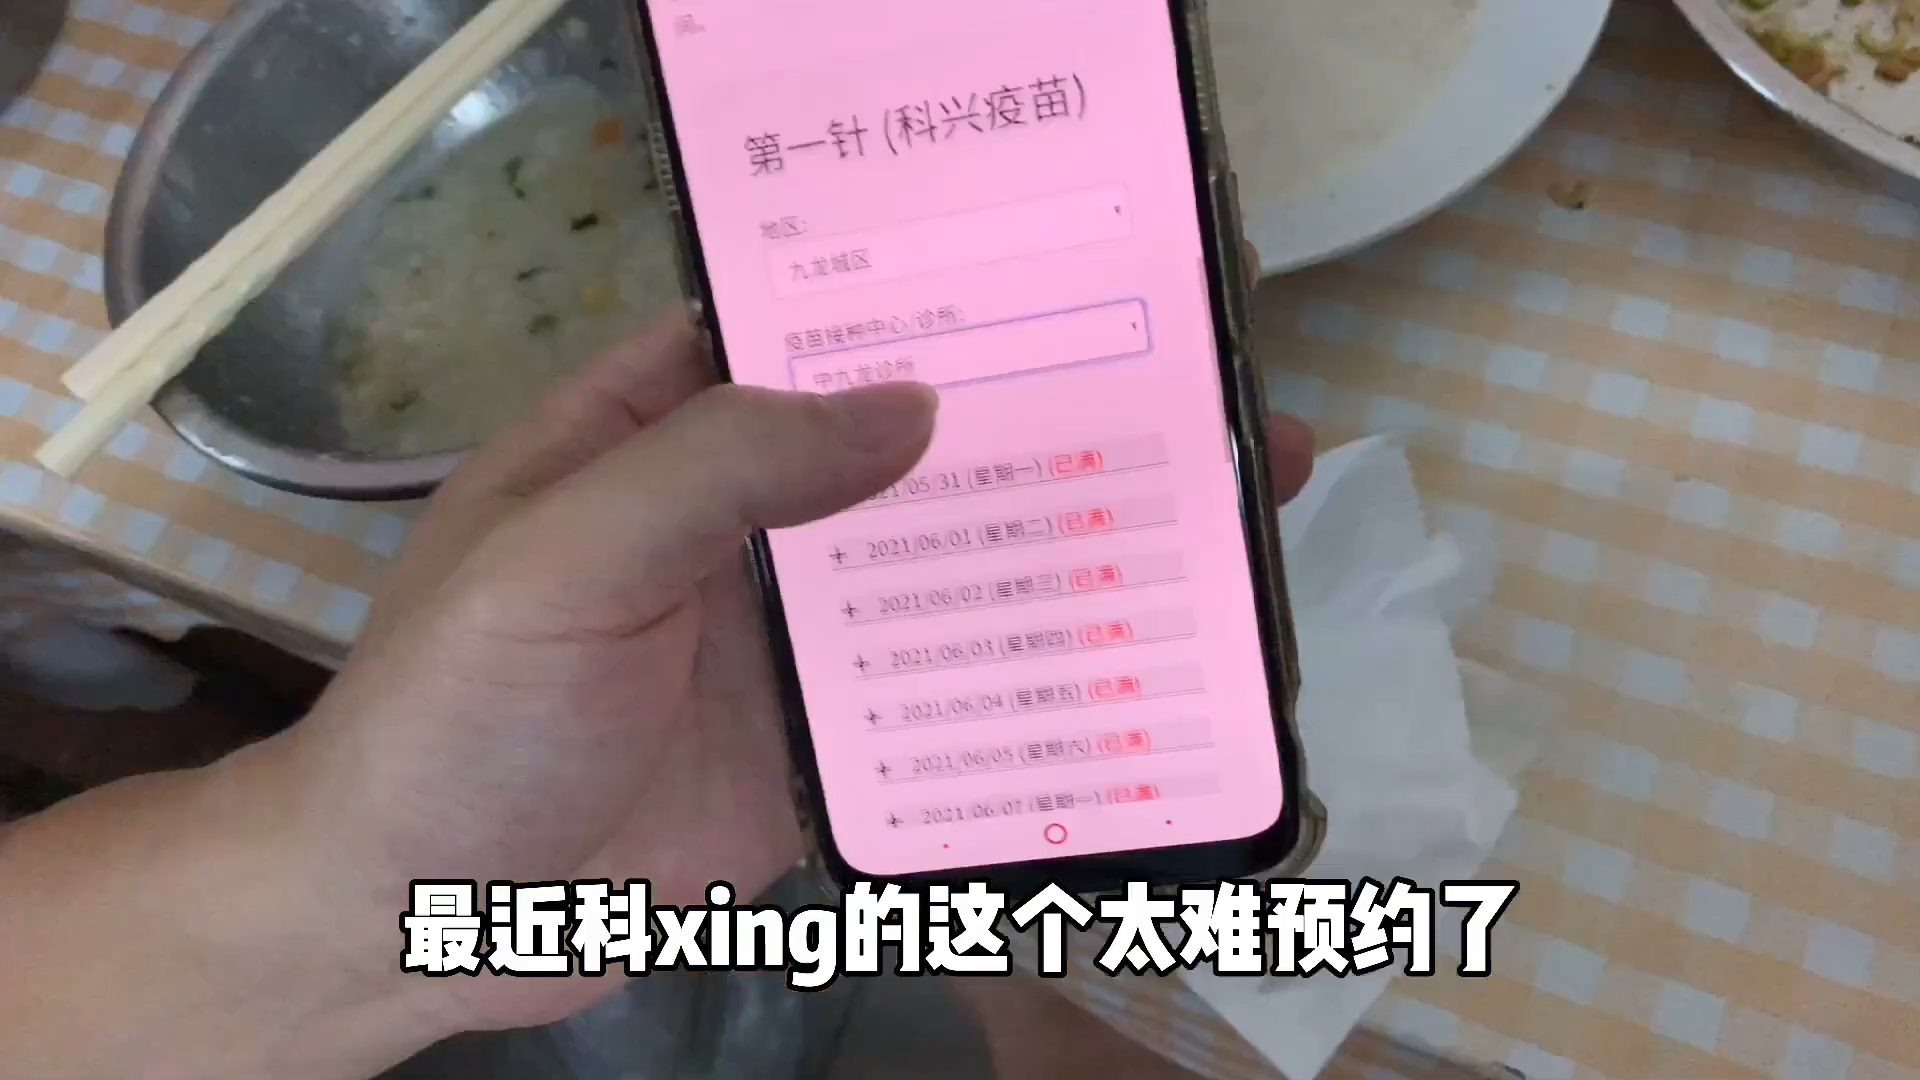 第一针 (科兴疫苗)
地区:
九龙城区
疫苗接种中心/诊所:
中九龙诊所
21/05/31 (星期一) (已满)
+ 2021/06/01 (星期二) (已满)
+ 2021/06/02 (星期三) (已满)
+ 2021/06/03 (星期四) (已满)
+ 2021/06/04 (星期五) (已满)
+ 2021/06/05 (星期六) (已满)
+ 2021/06/07 (星期一) (已满)
最近科xing的这个太难预约了